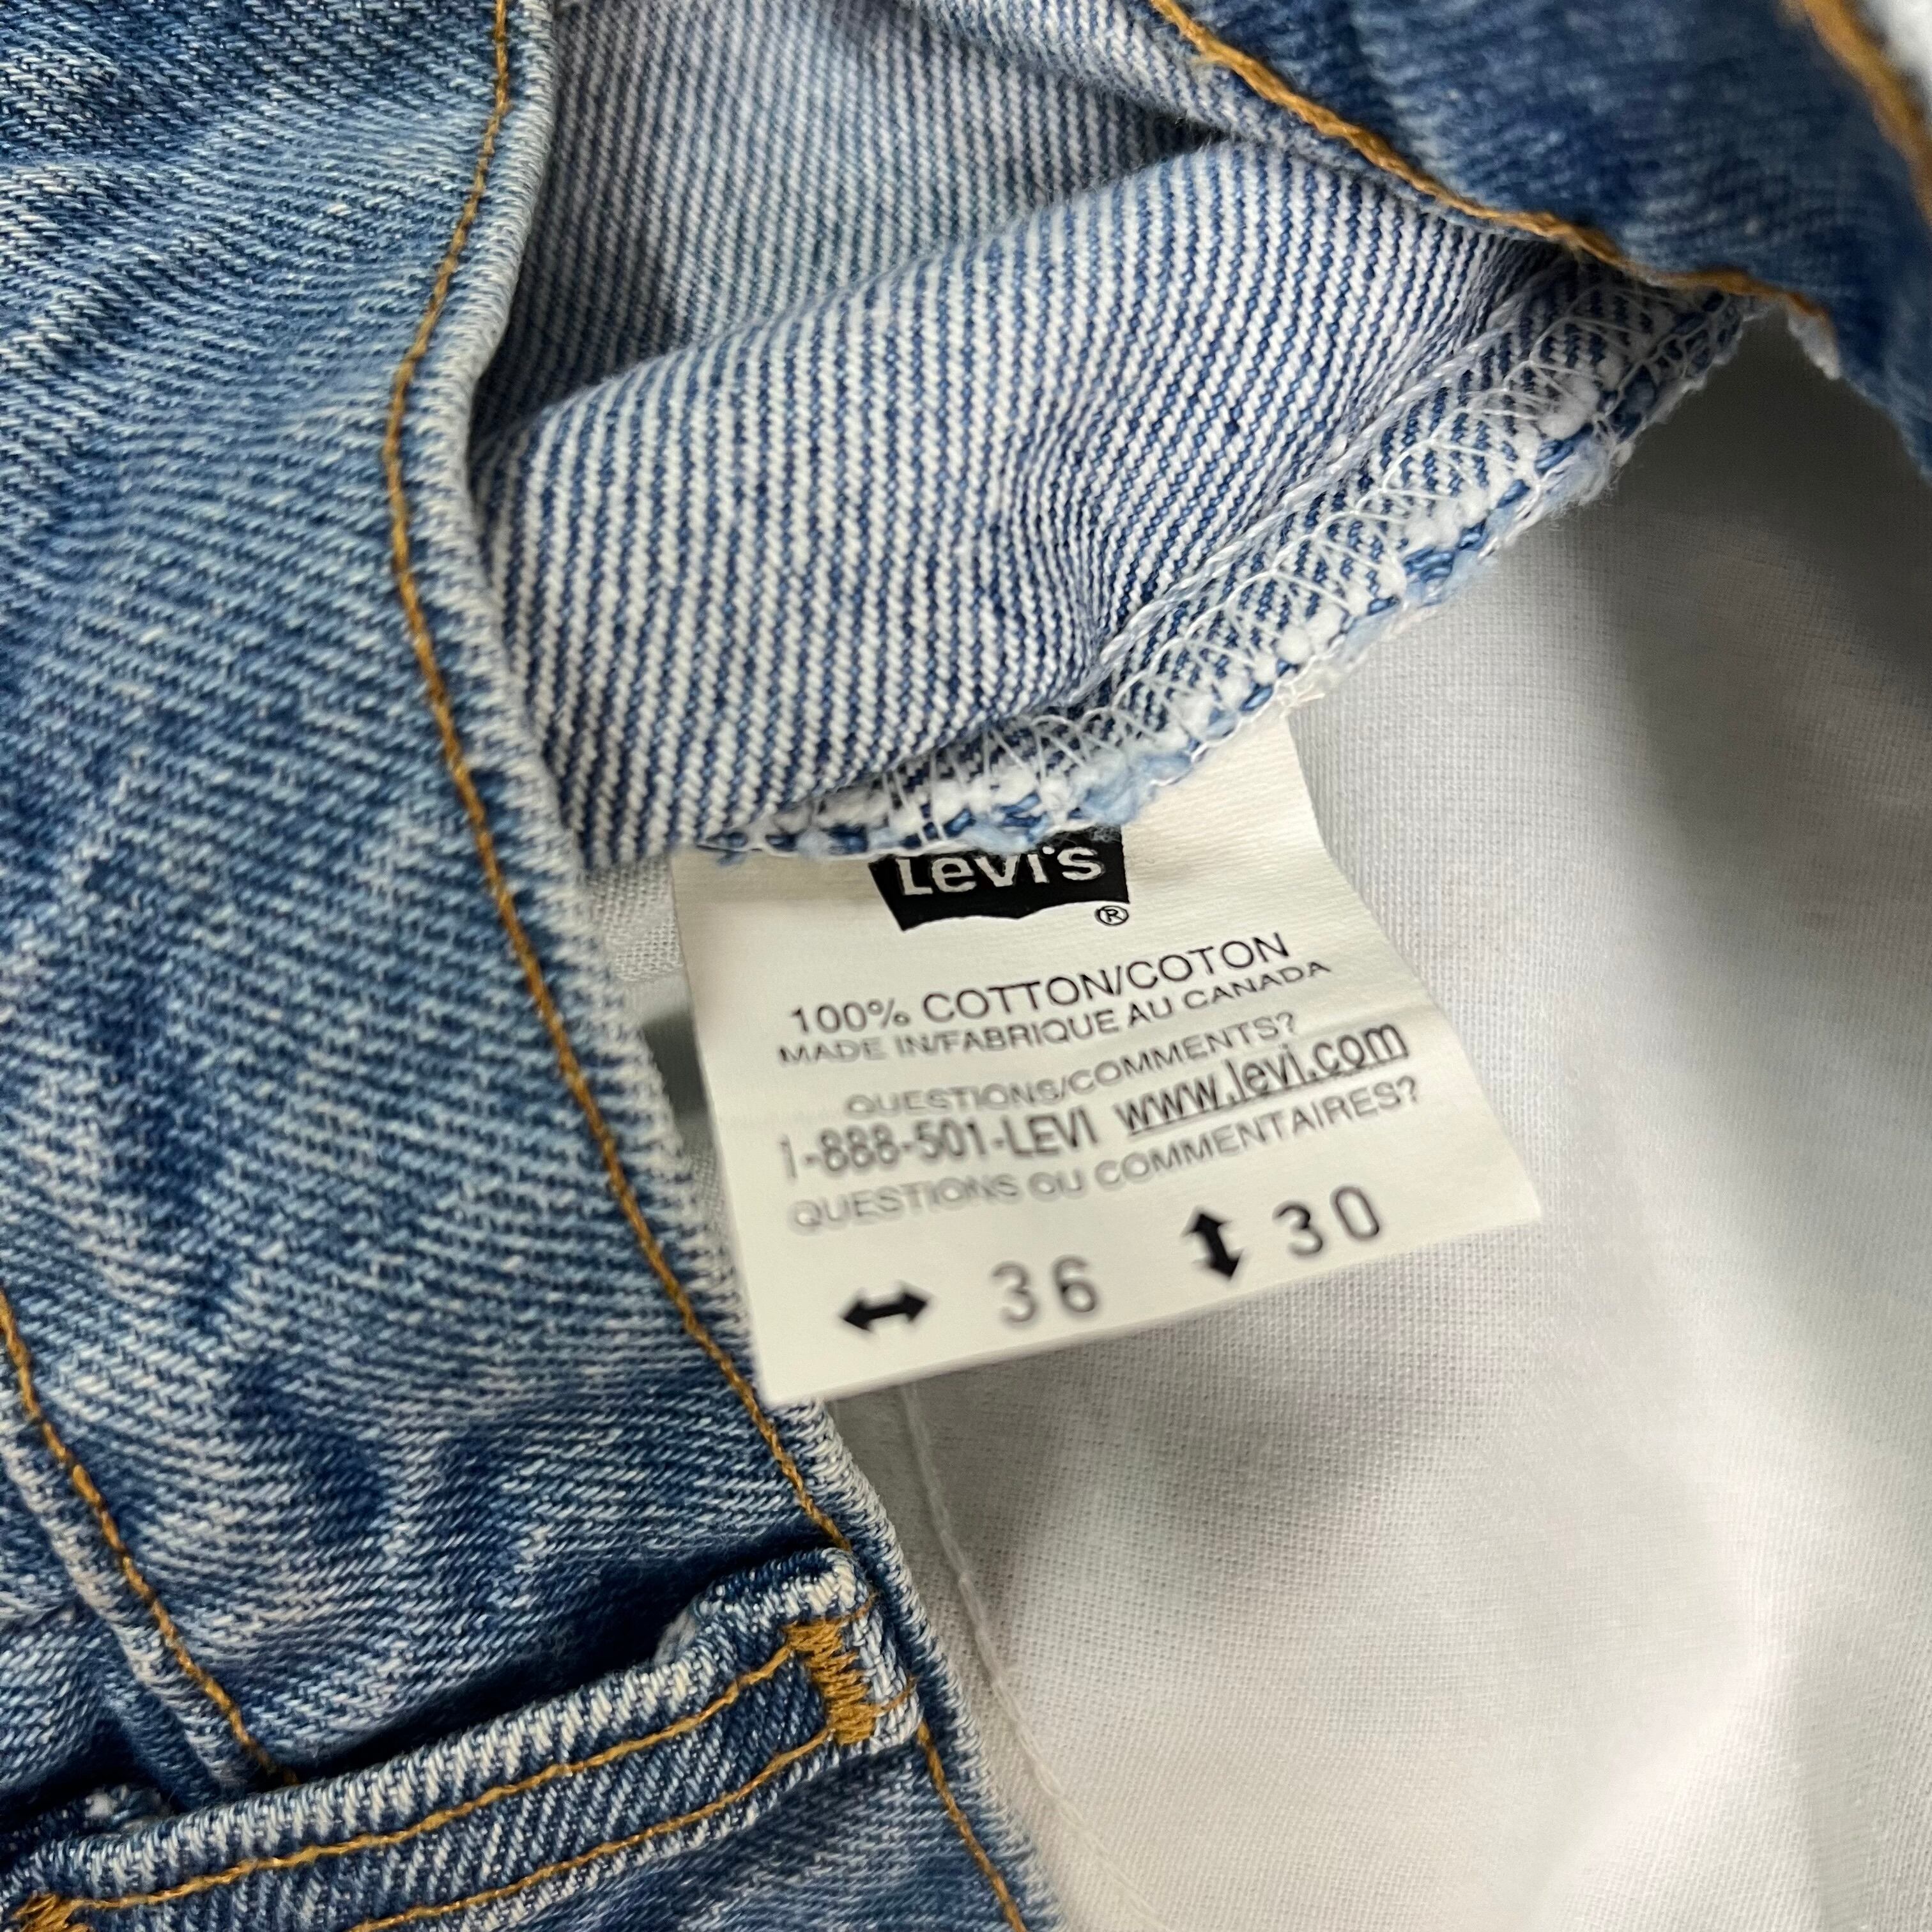 Levi's ®
100% COTTON/COTON
MADE IN/FABRIQUE AU CANADA
QUESTIONS/COMMENTS?
1-888-501-LEVI www.levi.com
QUESTIONS OU COMMENTAIRES?
↔ 36 ↕ 30